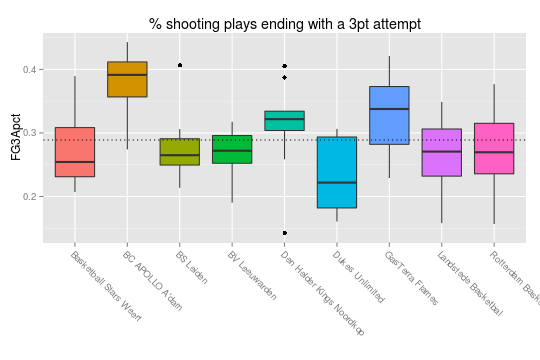 % shooting plays ending with a 3pt attempt
FG3Apct
0.4
0.3
0.2
Basketball Stars Weert
BC APOLLO A'dam
BS Leiden
BV Leeuwarden
Den Helder Kings Noordkop
Dukes Unlimited
GasTerra Flames
Landstede Basketbal
Rotterdam Bask